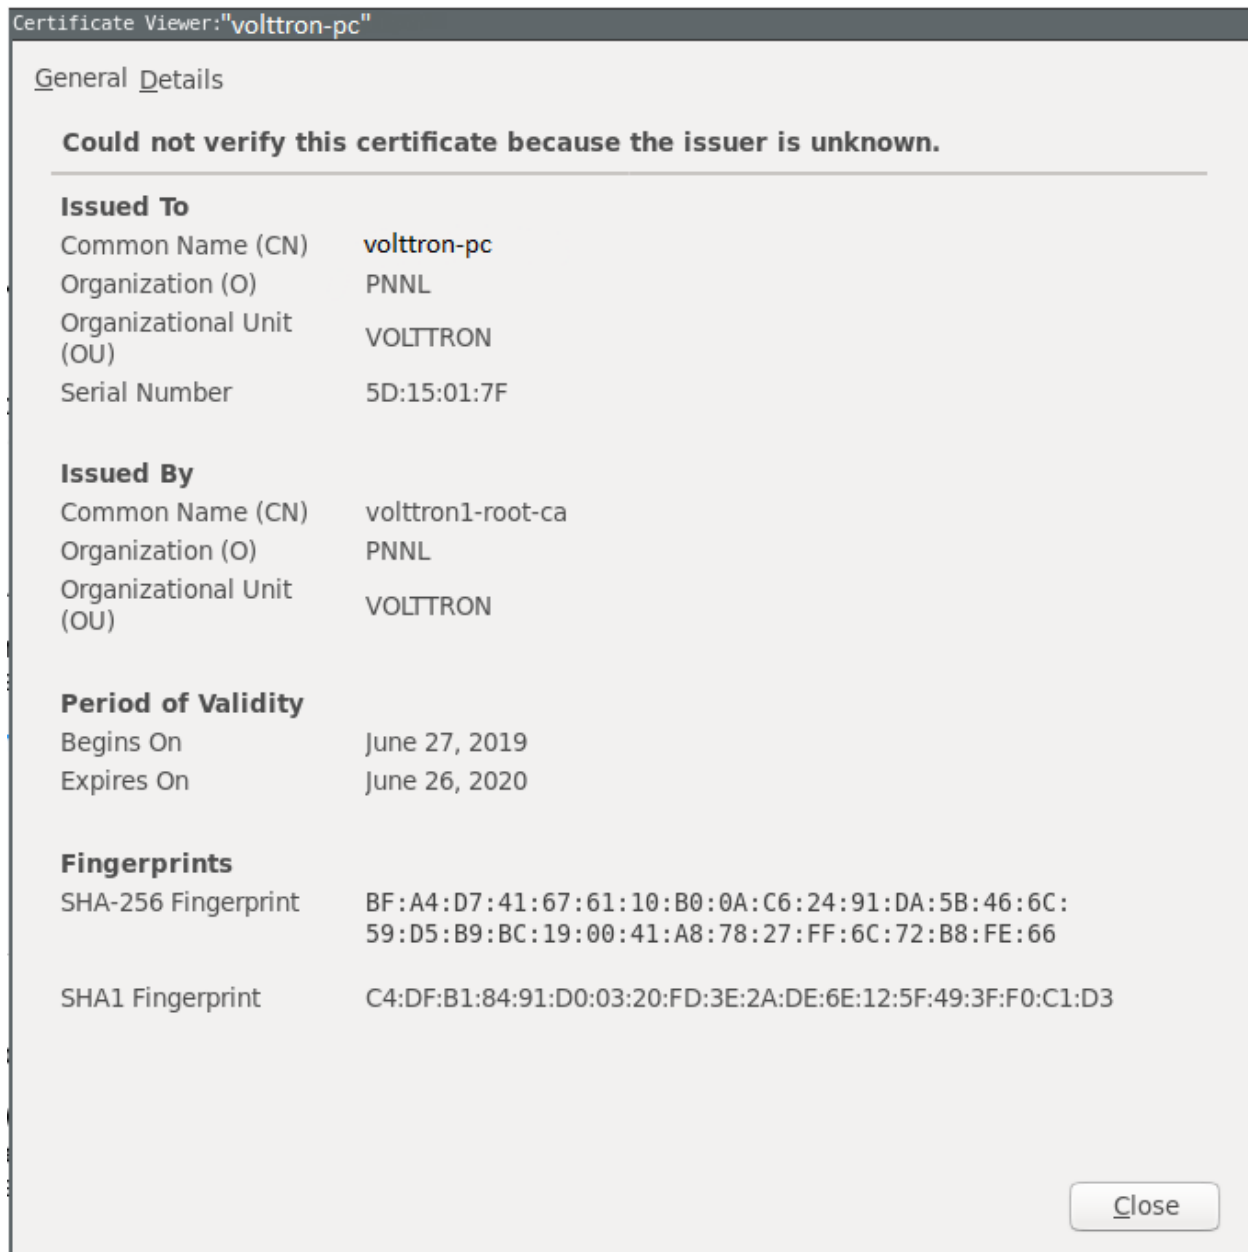 Certificate Viewer:"volttron-pc"
General Details
Could not verify this certificate because the issuer is unknown.
Issued To
Common Name (CN) volttron-pc
Organization (O) PNNL
Organizational Unit (OU) VOLTTRON
Serial Number 5D:15:01:7F
Issued By
Common Name (CN) volttron1-root-ca
Organization (O) PNNL
Organizational Unit (OU) VOLTTRON
Period of Validity
Begins On June 27, 2019
Expires On June 26, 2020
Fingerprints
SHA-256 Fingerprint BF:A4:D7:41:67:61:10:B0:0A:C6:24:91:DA:5B:46:6C:
59:D5:B9:BC:19:00:41:A8:78:27:FF:6C:72:B8:FE:66
SHA1 Fingerprint C4:DF:B1:84:91:D0:03:20:FD:3E:2A:DE:6E:12:5F:49:3F:F0:C1:D3
Close